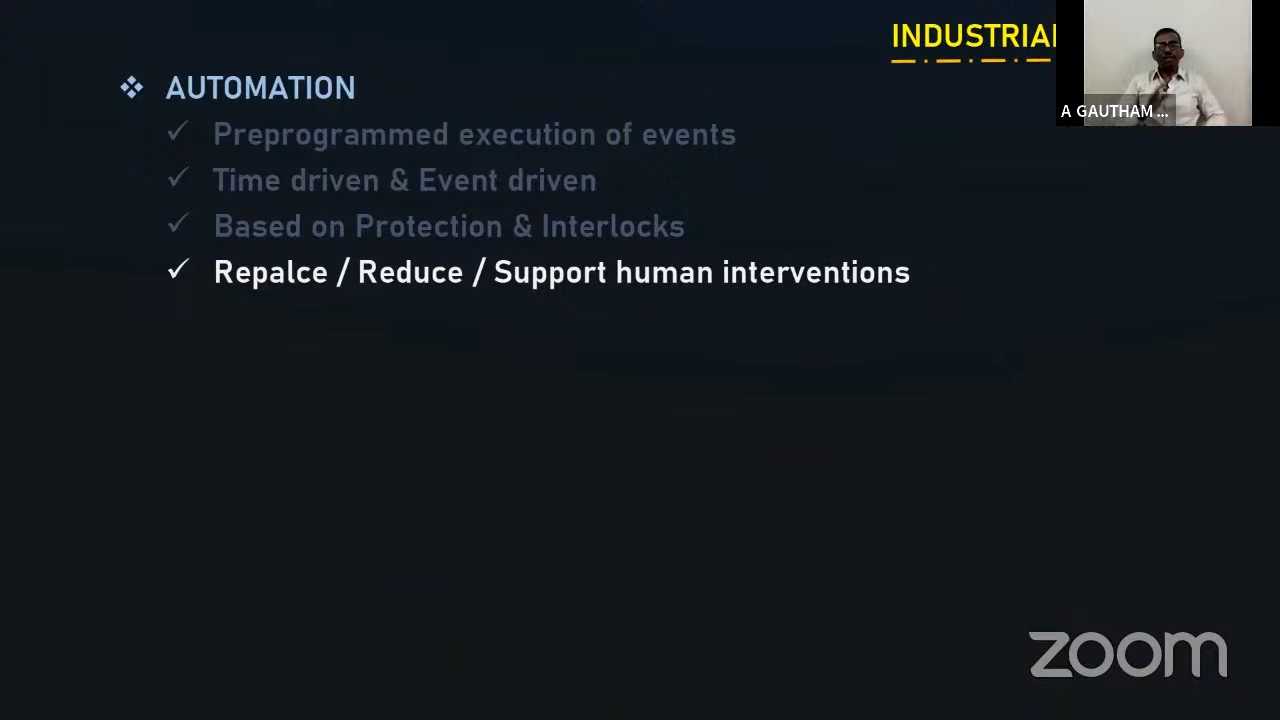 INDUSTRIAL
❖ AUTOMATION
✓ Preprogrammed execution of events
✓ Time driven & Event driven
✓ Based on Protection & Interlocks
✓ Repalce / Reduce / Support human interventions
A GAUTHAM ...
zoom